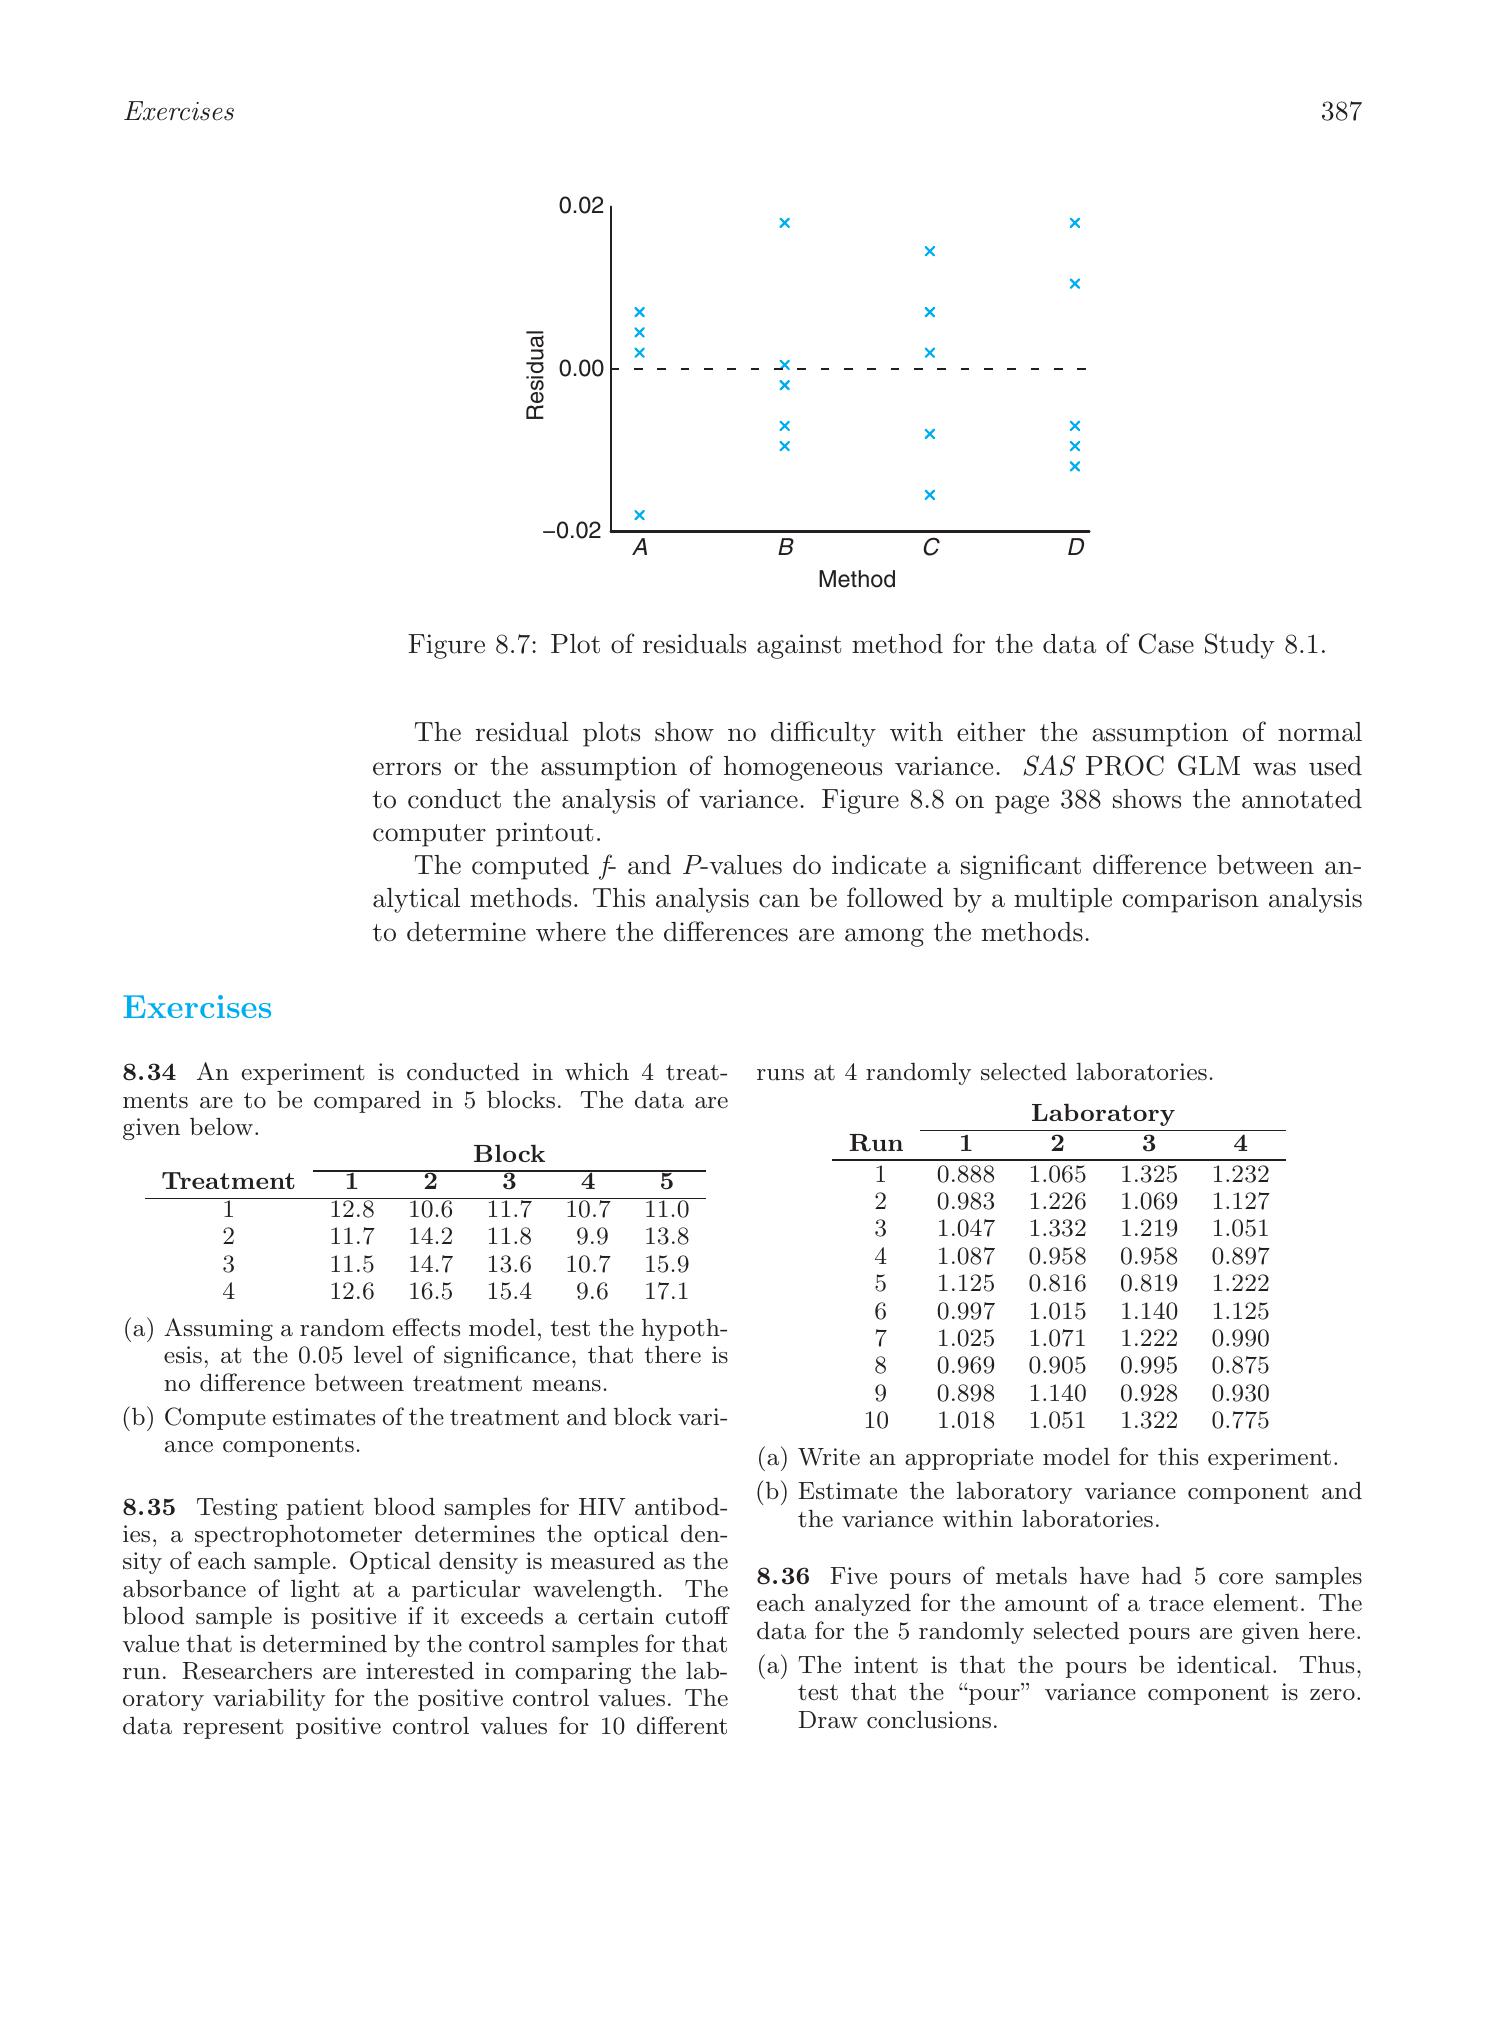 Exercises 387
0.02
0.00
−0.02
Residual
A B C D
Method
Figure 8.7: Plot of residuals against method for the data of Case Study 8.1.
The residual plots show no difficulty with either the assumption of normal
errors or the assumption of homogeneous variance. SAS PROC GLM was used
to conduct the analysis of variance. Figure 8.8 on page 388 shows the annotated
computer printout.
The computed f- and P-values do indicate a significant difference between an-
alytical methods. This analysis can be followed by a multiple comparison analysis
to determine where the differences are among the methods.
Exercises
8.34 An experiment is conducted in which 4 treat-
ments are to be compared in 5 blocks. The data are
given below.
Block
Treatment 1 2 3 4 5
1 12.8 10.6 11.7 10.7 11.0
2 11.7 14.2 11.8 9.9 13.8
3 11.5 14.7 13.6 10.7 15.9
4 12.6 16.5 15.4 9.6 17.1
(a) Assuming a random effects model, test the hypoth-
esis, at the 0.05 level of significance, that there is
no difference between treatment means.
(b) Compute estimates of the treatment and block vari-
ance components.
8.35 Testing patient blood samples for HIV antibod-
ies, a spectrophotometer determines the optical den-
sity of each sample. Optical density is measured as the
absorbance of light at a particular wavelength. The
blood sample is positive if it exceeds a certain cutoff
value that is determined by the control samples for that
run. Researchers are interested in comparing the lab-
oratory variability for the positive control values. The
data represent positive control values for 10 different
runs at 4 randomly selected laboratories.
Laboratory
Run 1 2 3 4
1 0.888 1.065 1.325 1.232
2 0.983 1.226 1.069 1.127
3 1.047 1.332 1.219 1.051
4 1.087 0.958 0.958 0.897
5 1.125 0.816 0.819 1.222
6 0.997 1.015 1.140 1.125
7 1.025 1.071 1.222 0.990
8 0.969 0.905 0.995 0.875
9 0.898 1.140 0.928 0.930
10 1.018 1.051 1.322 0.775
(a) Write an appropriate model for this experiment.
(b) Estimate the laboratory variance component and
the variance within laboratories.
8.36 Five pours of metals have had 5 core samples
each analyzed for the amount of a trace element. The
data for the 5 randomly selected pours are given here.
(a) The intent is that the pours be identical. Thus,
test that the “pour” variance component is zero.
Draw conclusions.